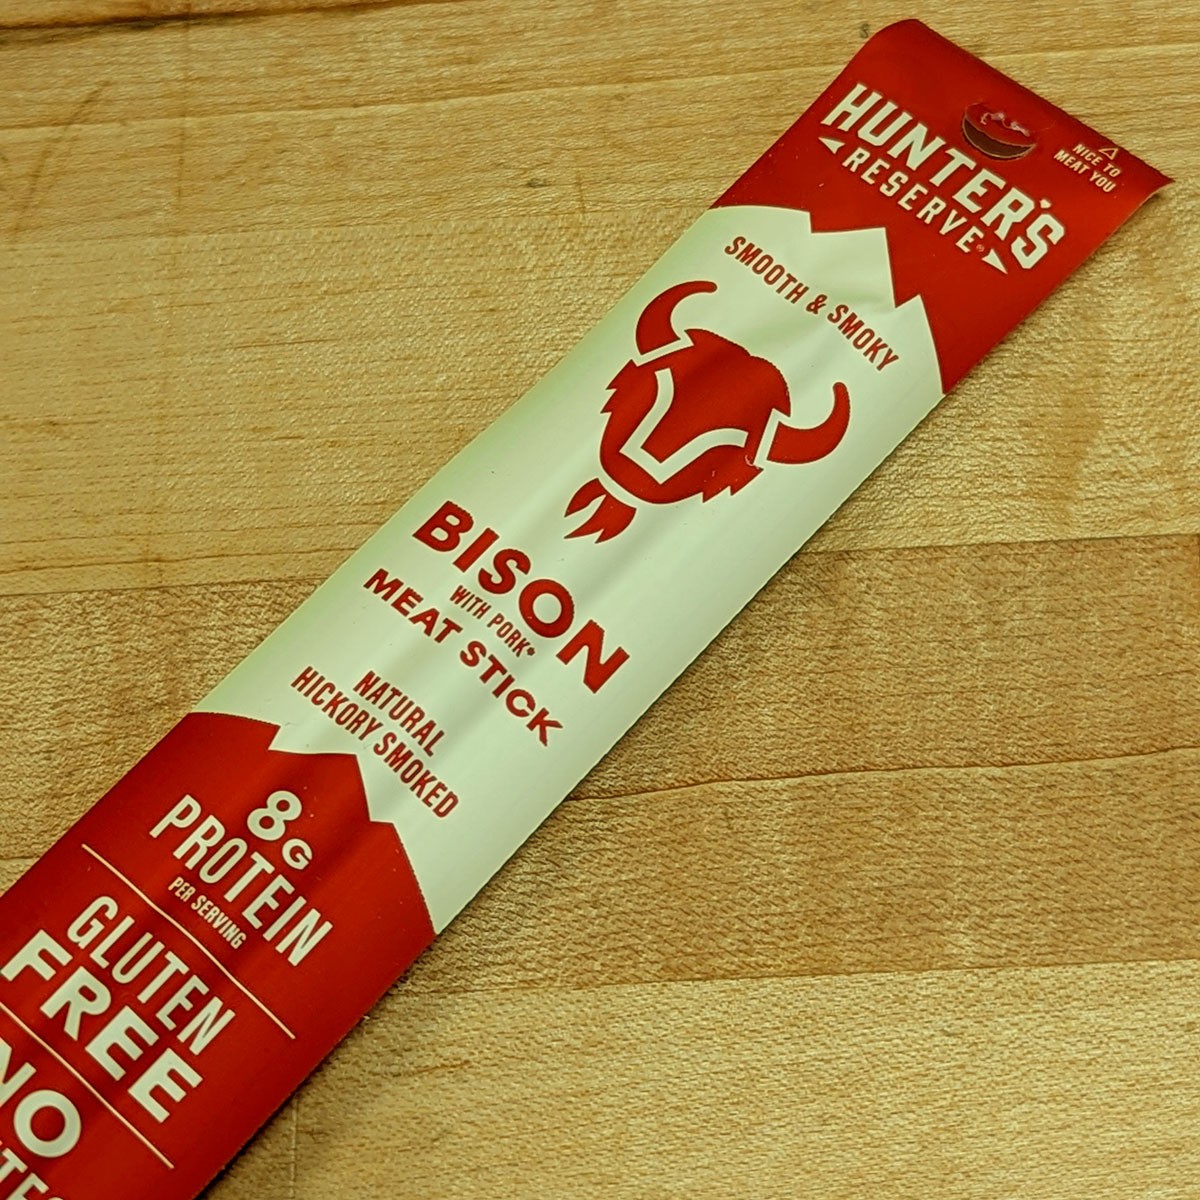 HUNTER'S
RESERVE®
NICE TO
MEAT YOU
SMOOTH & SMOKY
BISON
WITH PORK*
MEAT STICK
NATURAL
HICKORY SMOKED
8G
PROTEIN
PER SERVING
GLUTEN
FREE
NO